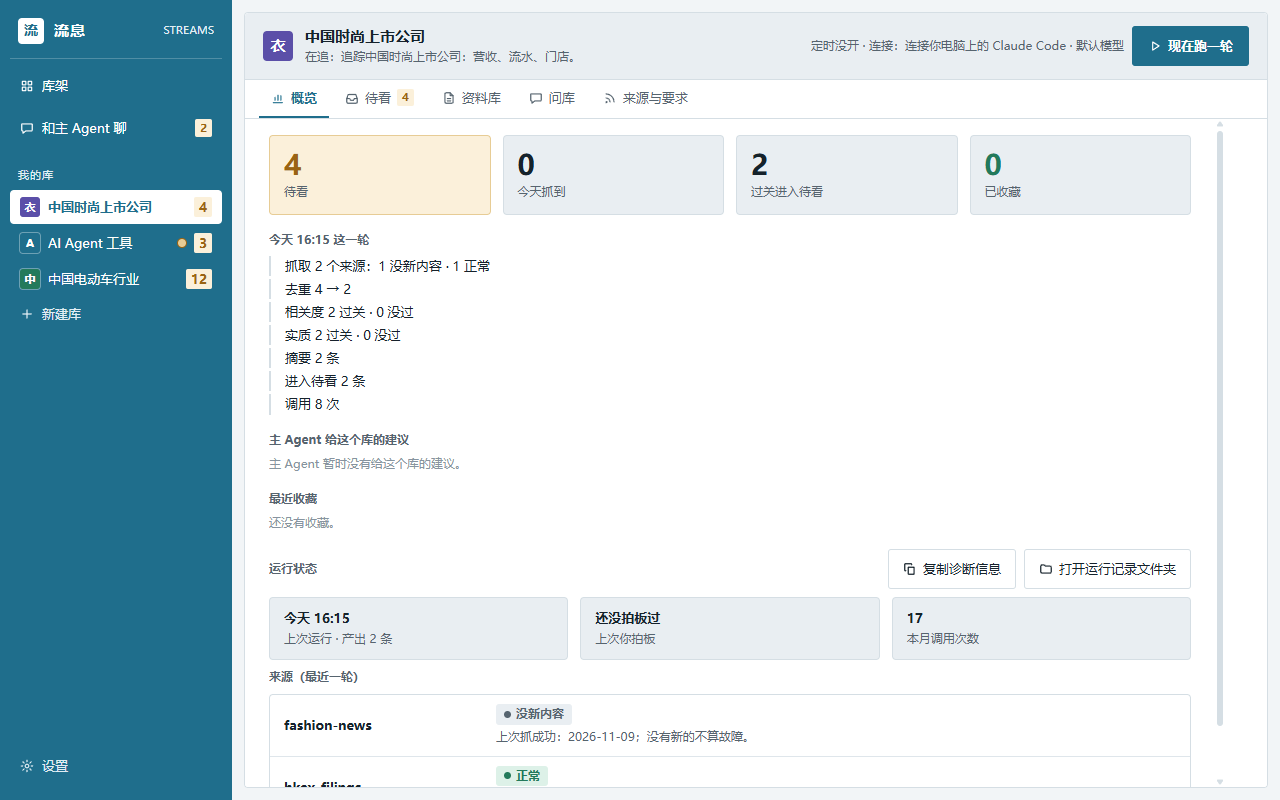 流 流息 STREAMS
库架
和主 Agent 聊 2
我的库
衣 中国时尚上市公司 4
A AI Agent 工具 3
中 中国电动车行业 12
新建库
设置
衣 中国时尚上市公司
在追：追踪中国时尚上市公司：营收、流水、门店。
定时没开 · 连接：连接你电脑上的 Claude Code · 默认模型
现在跑一轮
概览 待看 4 资料库 问库 来源与要求
4
待看
0
今天抓到
2
过关进入待看
0
已收藏
今天 16:15 这一轮
抓取 2 个来源：1 没新内容 · 1 正常
去重 4 → 2
相关度 2 过关 · 0 没过
实质 2 过关 · 0 没过
摘要 2 条
进入待看 2 条
调用 8 次
主 Agent 给这个库的建议
主 Agent 暂时没有给这个库的建议。
最近收藏
还没有收藏。
运行状态
复制诊断信息
打开运行记录文件夹
今天 16:15
上次运行 · 产出 2 条
还没拍板过
上次你拍板
17
本月调用次数
来源（最近一轮）
fashion-news
没新内容
上次抓成功：2026-11-09；没有新的不算故障。
hkex-filings
正常